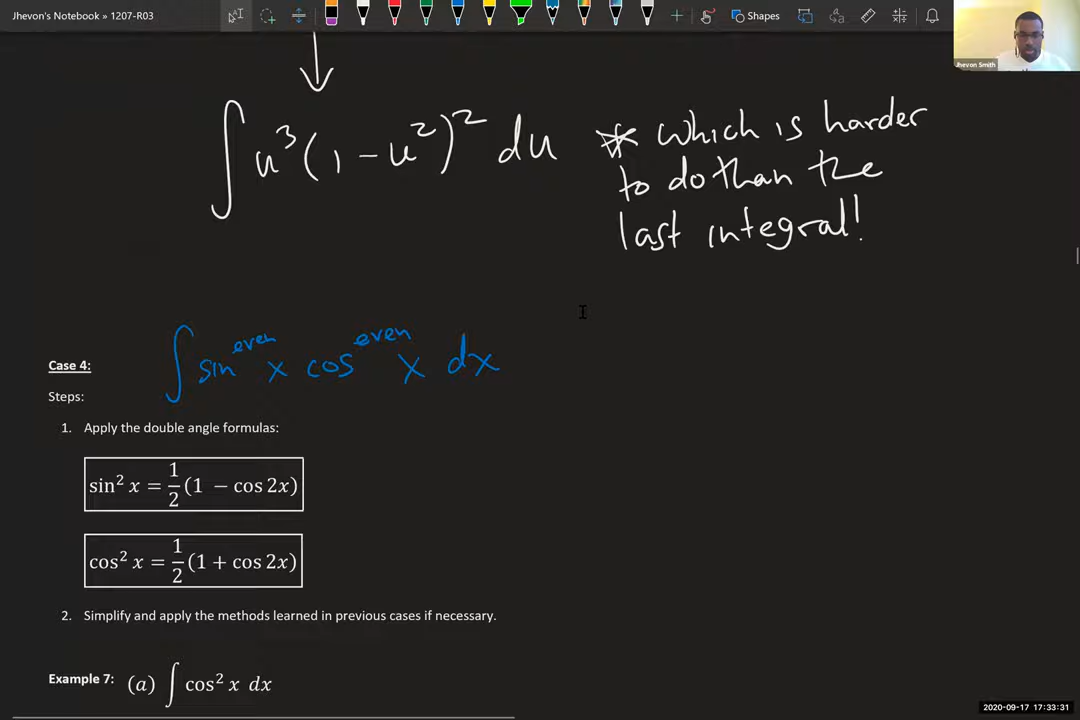 Jhevon's Notebook » 1207-R03
Shapes
Jhevon Smith
∫ u³(1 − u²)² du
* which is harder
to do than the
last integral!
Case 4: ∫ sin^even x cos^even x dx
Steps:
1. Apply the double angle formulas:
sin² x = 1/2 (1 − cos 2x)
cos² x = 1/2 (1 + cos 2x)
2. Simplify and apply the methods learned in previous cases if necessary.
Example 7: (a) ∫ cos² x dx
2020-09-17 17:33:31